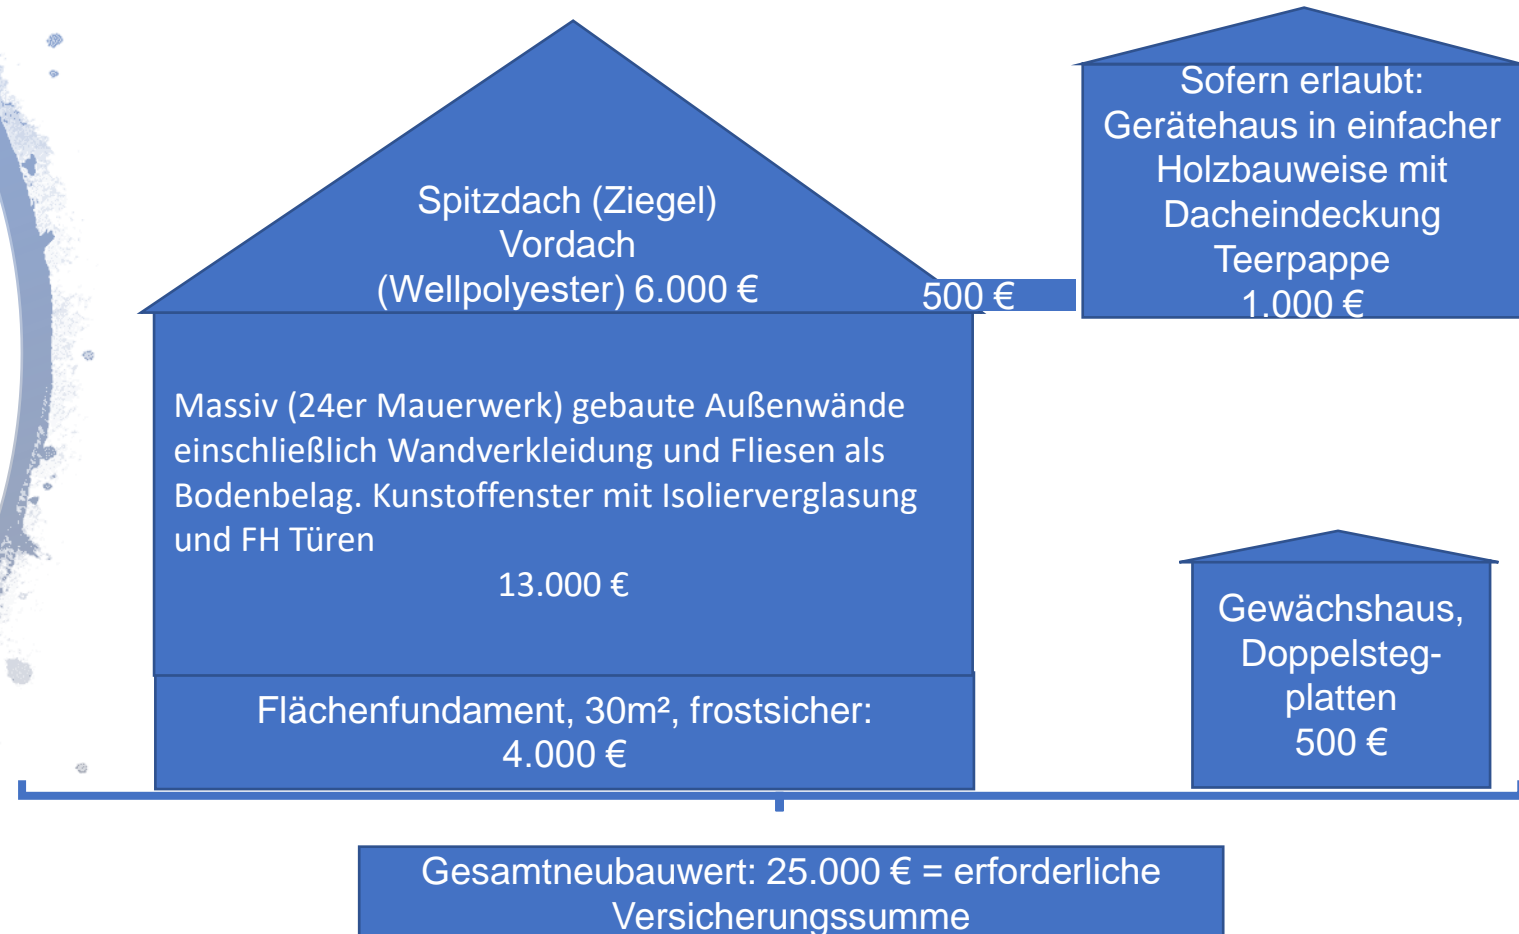 Spitzdach (Ziegel)
Vordach
(Wellpolyester) 6.000 €
500 €
Sofern erlaubt:
Gerätehaus in einfacher
Holzbauweise mit
Dacheindeckung
Teerpappe
1.000 €
Massiv (24er Mauerwerk) gebaute Außenwände
einschließlich Wandverkleidung und Fliesen als
Bodenbelag. Kunstoffenster mit Isolierverglasung
und FH Türen
13.000 €
Flächenfundament, 30m², frostsicher:
4.000 €
Gewächshaus,
Doppelsteg-
platten
500 €
Gesamtneubauwert: 25.000 € = erforderliche
Versicherungssumme